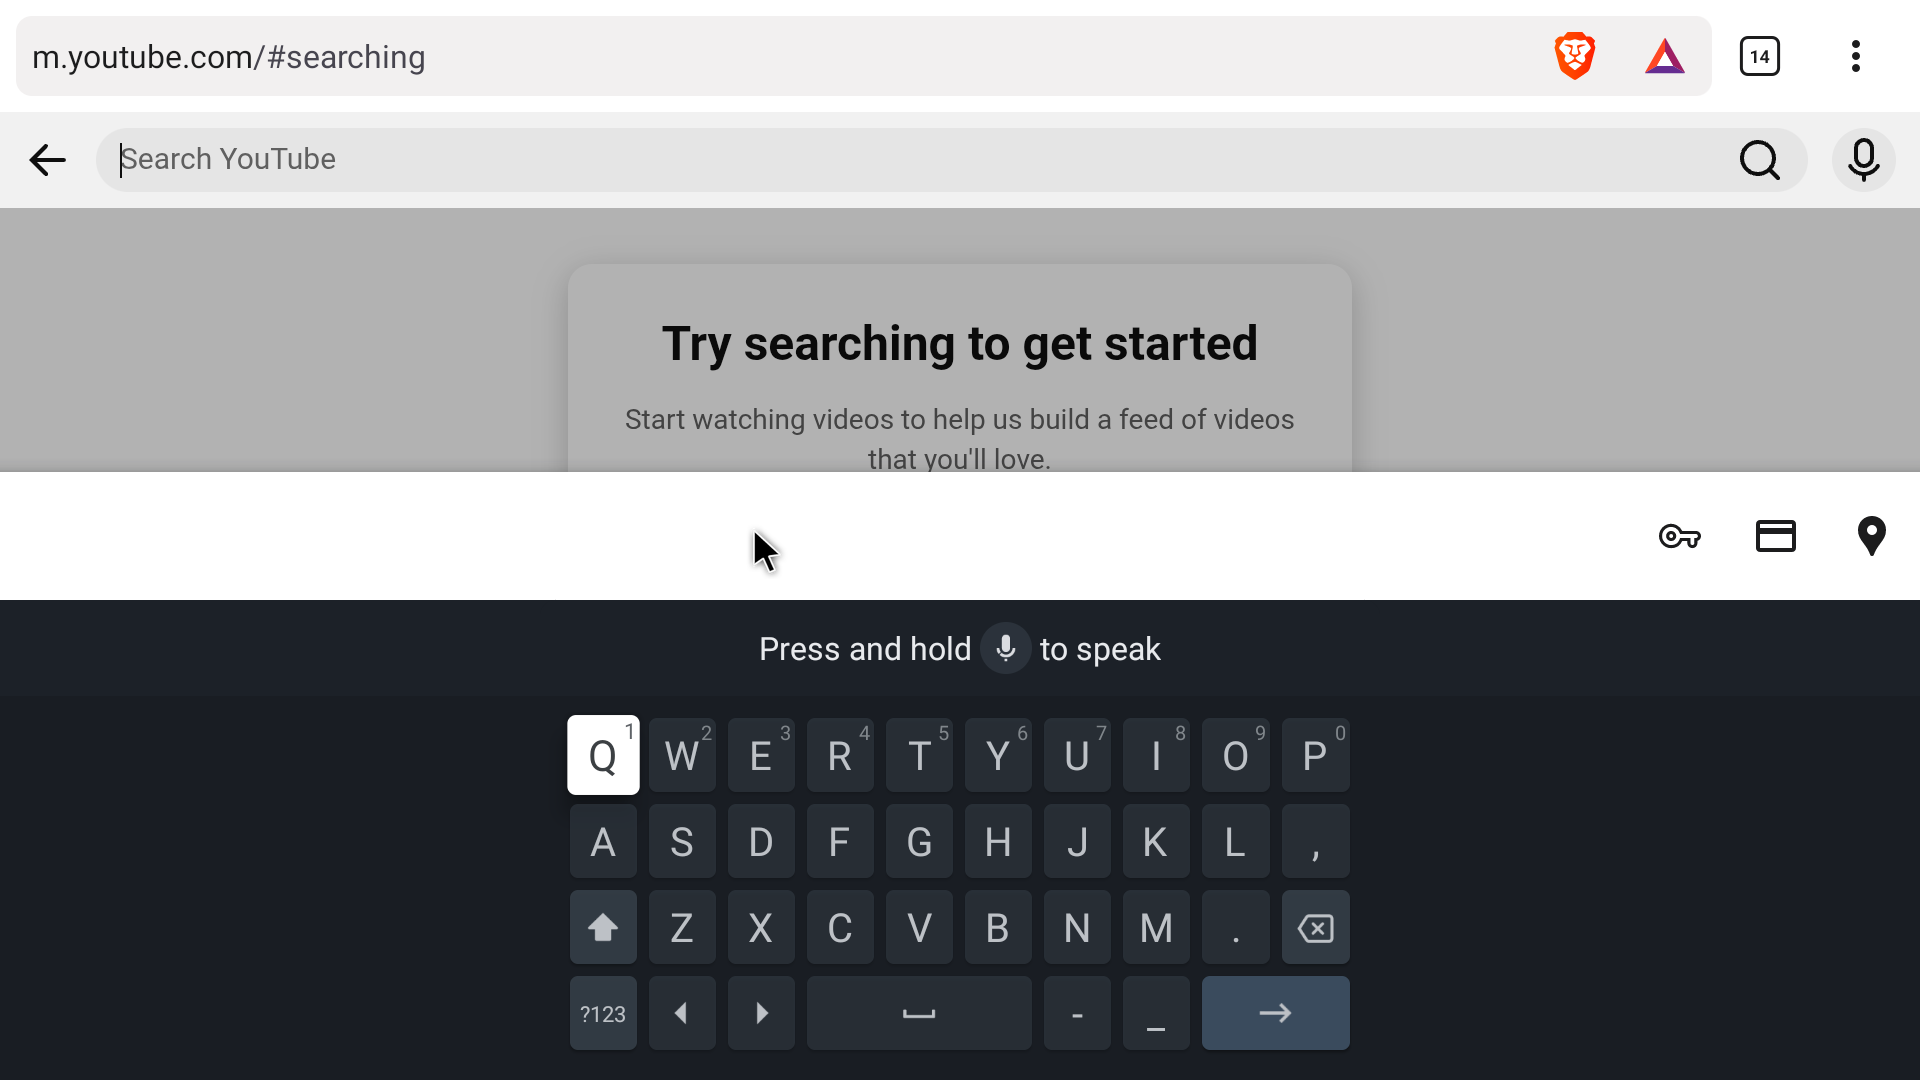 m.youtube.com/#searching
14
Search YouTube
Try searching to get started
Start watching videos to help us build a feed of videos
that you'll love.
Press and hold to speak
Q 1 W 2 E 3 R 4 T 5 Y 6 U 7 I 8 O 9 P 0
A S D F G H J K L ,
Z X C V B N M .
?123 - _